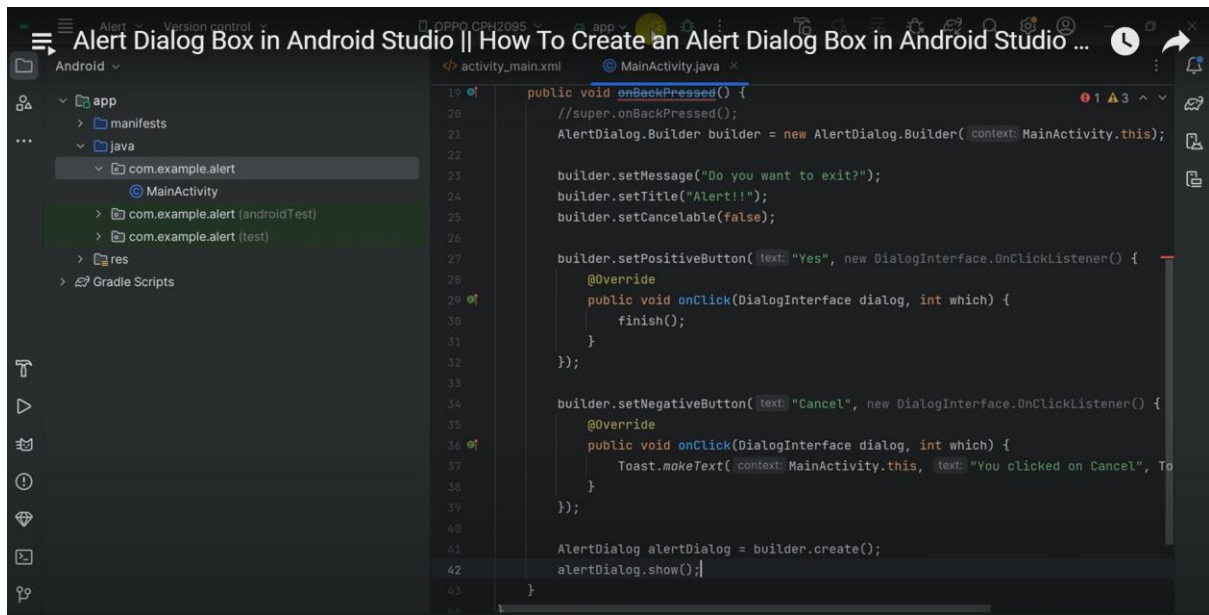 Alert Version control OPPO CPH2095 app
Alert Dialog Box in Android Studio || How To Create an Alert Dialog Box in Android Studio ...
Android
activity_main.xml MainActivity.java
app
manifests
java
com.example.alert
MainActivity
com.example.alert (androidTest)
com.example.alert (test)
res
Gradle Scripts
1 3
19 public void onBackPressed() {
20 //super.onBackPressed();
21 AlertDialog.Builder builder = new AlertDialog.Builder( context: MainActivity.this);
22
23 builder.setMessage("Do you want to exit?");
24 builder.setTitle("Alert!!");
25 builder.setCancelable(false);
26
27 builder.setPositiveButton( text: "Yes", new DialogInterface.OnClickListener() {
28 @Override
29 public void onClick(DialogInterface dialog, int which) {
30 finish();
31 }
32 });
33
34 builder.setNegativeButton( text: "Cancel", new DialogInterface.OnClickListener() {
35 @Override
36 public void onClick(DialogInterface dialog, int which) {
37 Toast.makeText( context: MainActivity.this, text: "You clicked on Cancel", To
38 }
39 });
40
41 AlertDialog alertDialog = builder.create();
42 alertDialog.show();
43 }
44 }